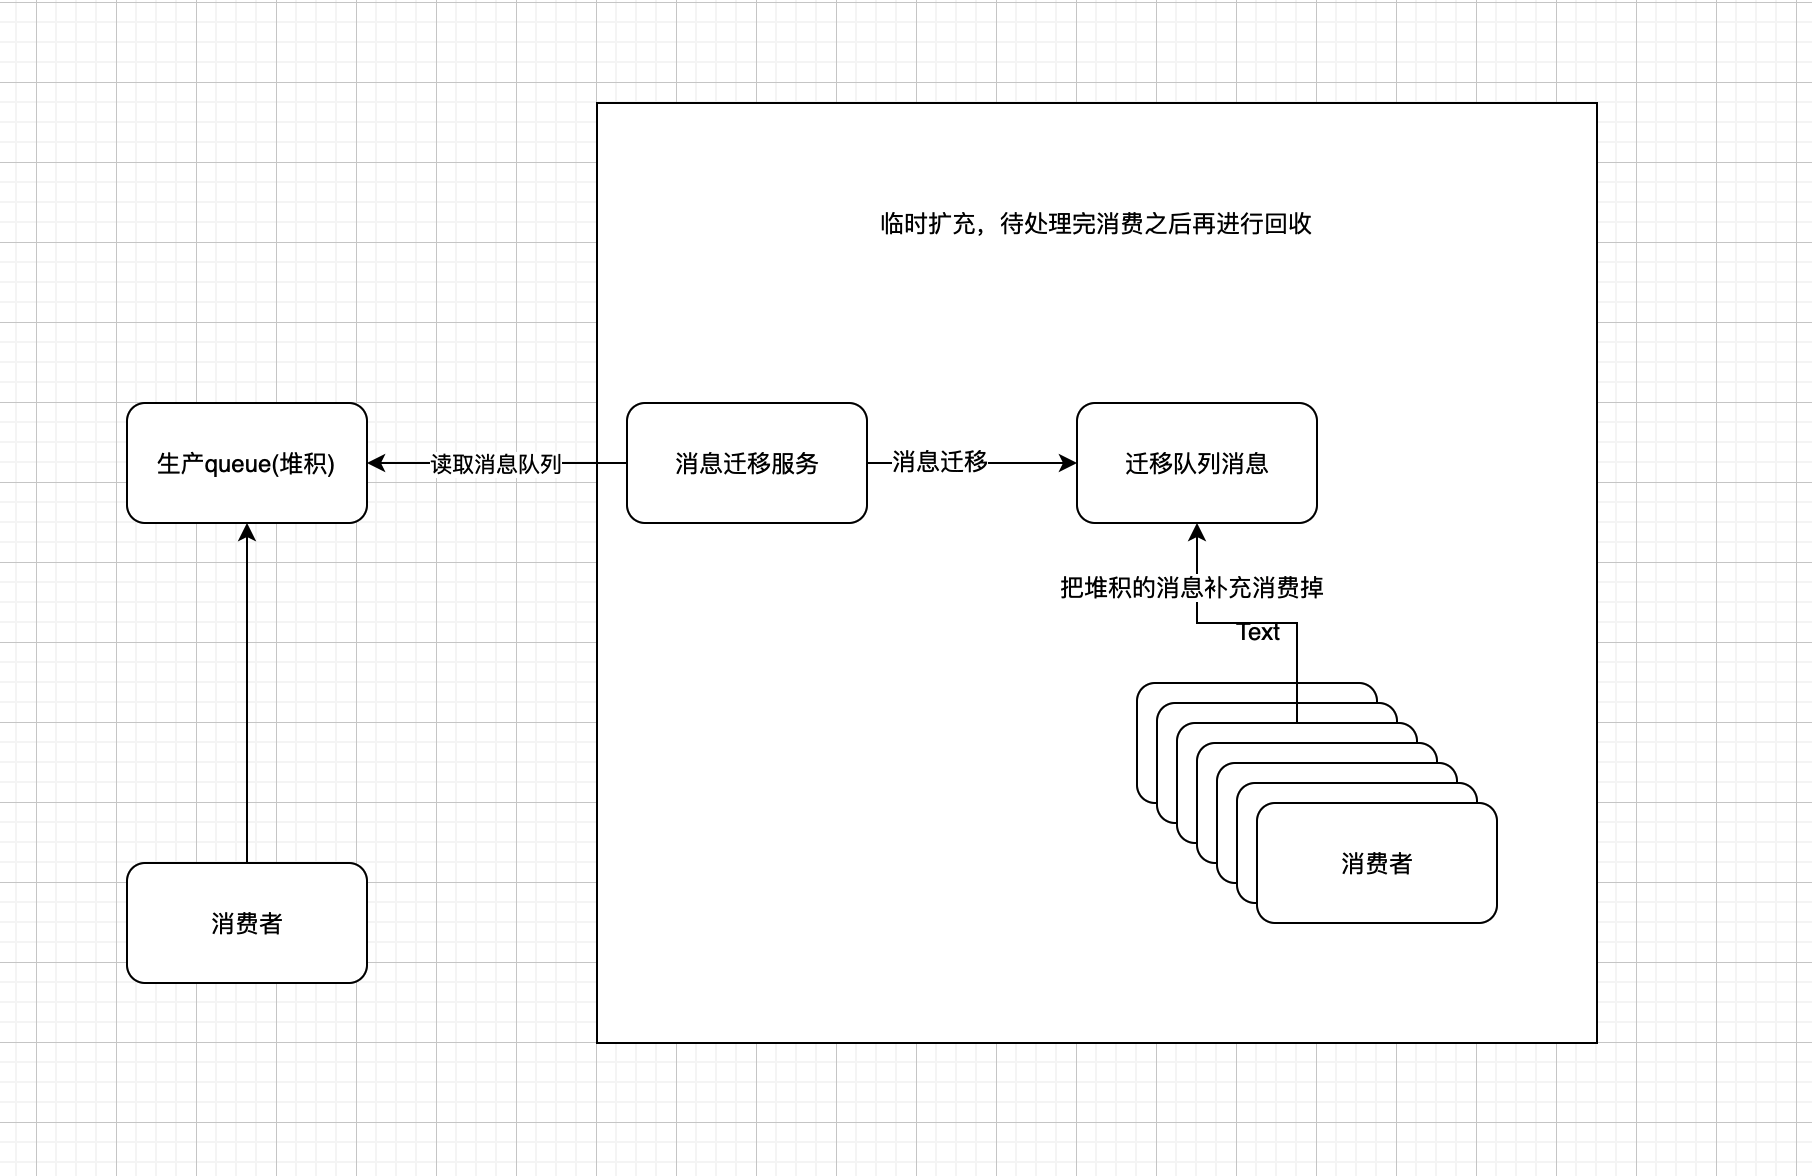 临时扩充，待处理完消费之后再进行回收
生产queue(堆积)
读取消息队列
消息迁移服务
消息迁移
迁移队列消息
把堆积的消息补充消费掉
Text
消费者
消费者